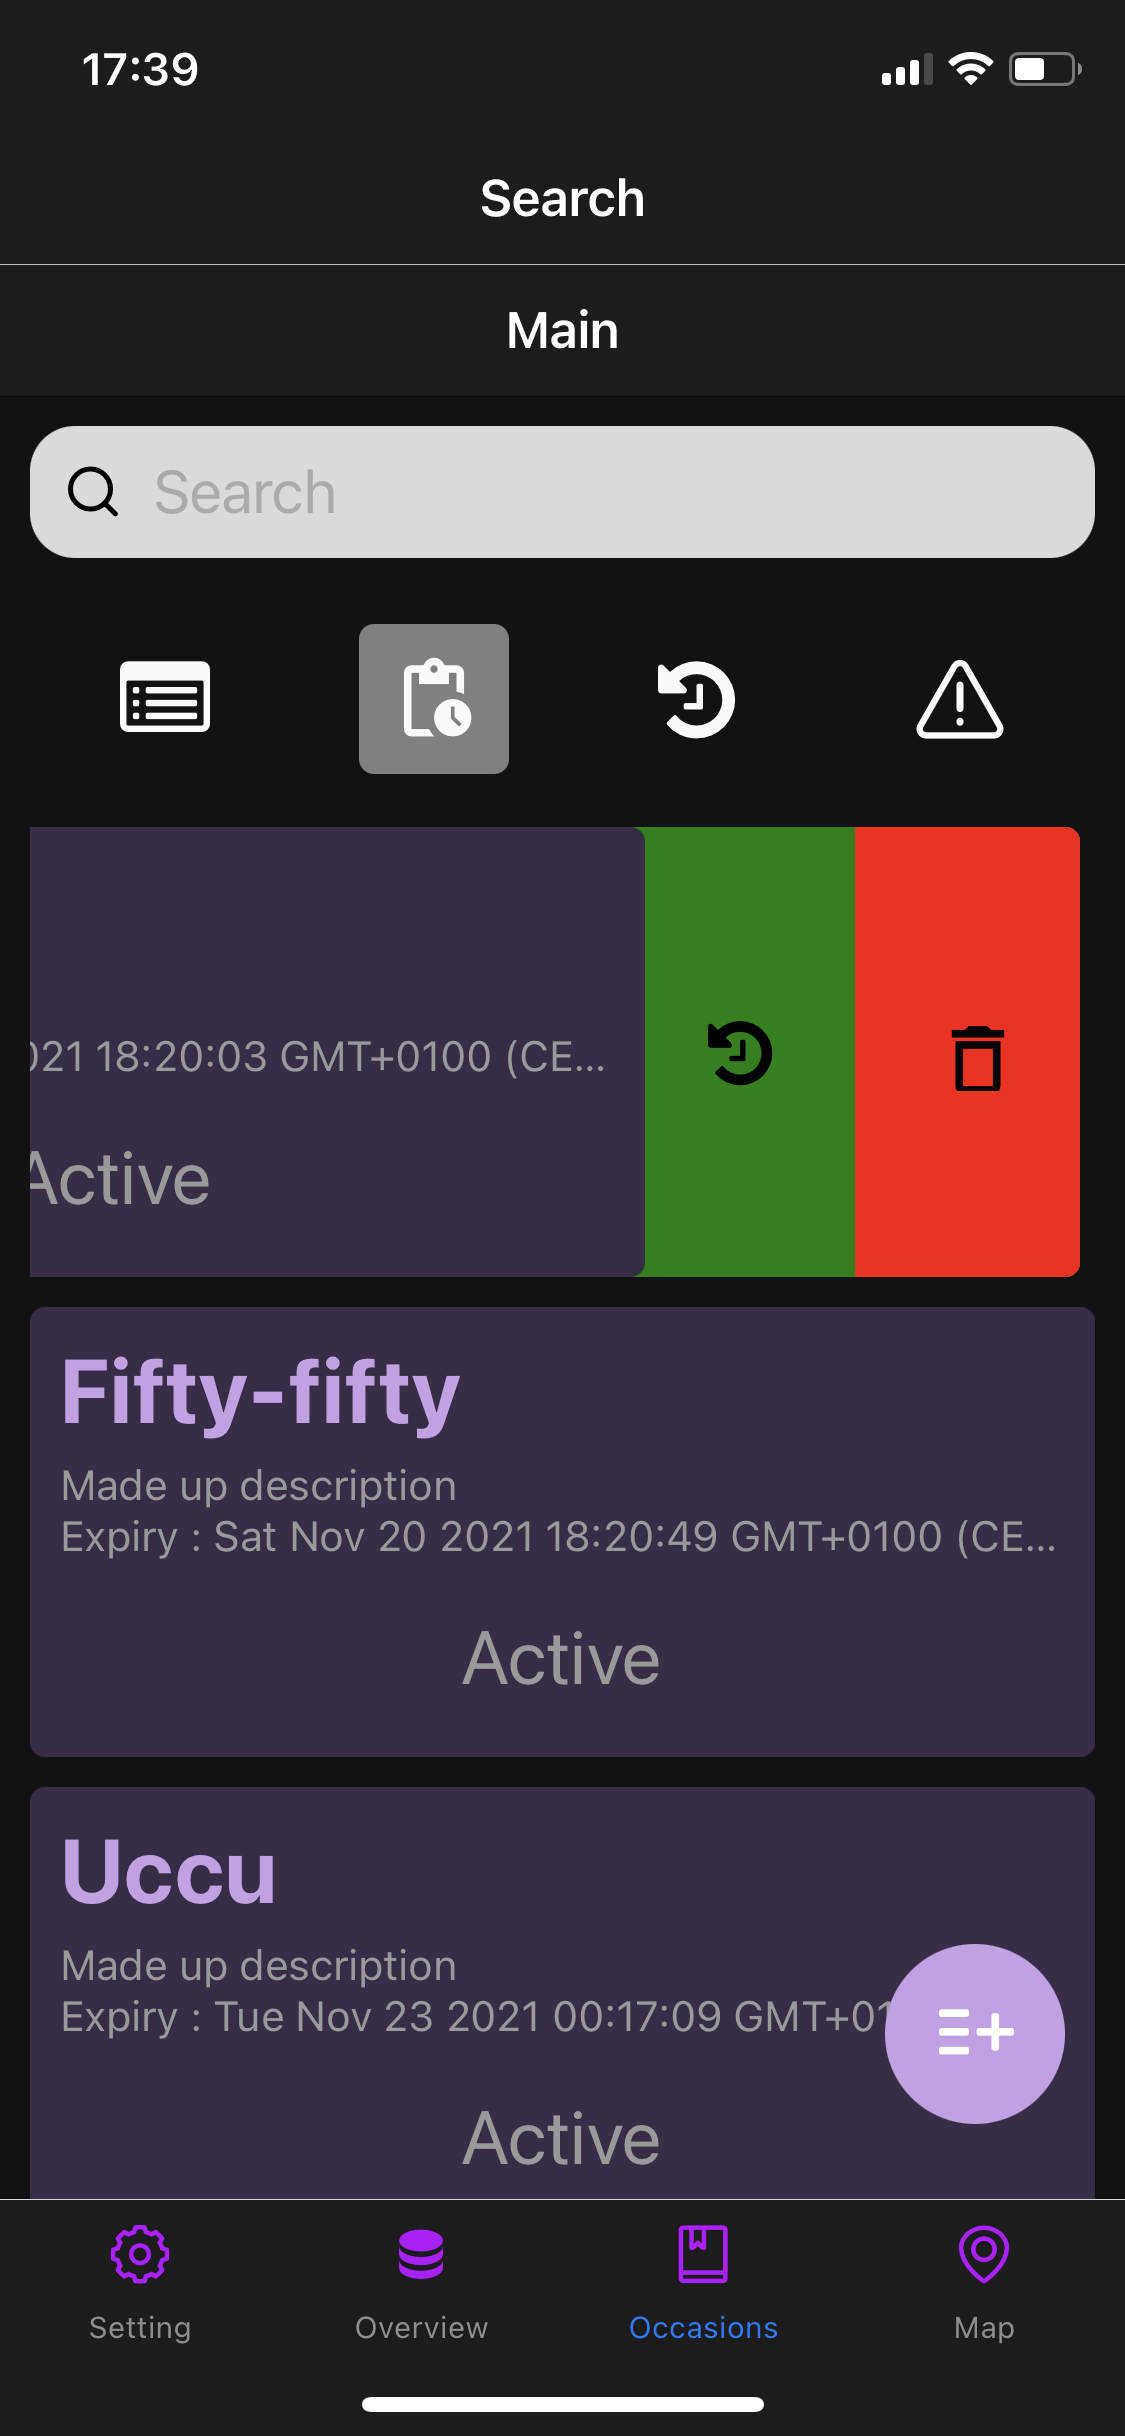 17:39
Search
Main
Search
021 18:20:03 GMT+0100 (CE...
Active
Fifty-fifty
Made up description
Expiry : Sat Nov 20 2021 18:20:49 GMT+0100 (CE...
Active
Uccu
Made up description
Expiry : Tue Nov 23 2021 00:17:09 GMT+01
Active
Setting
Overview
Occasions
Map